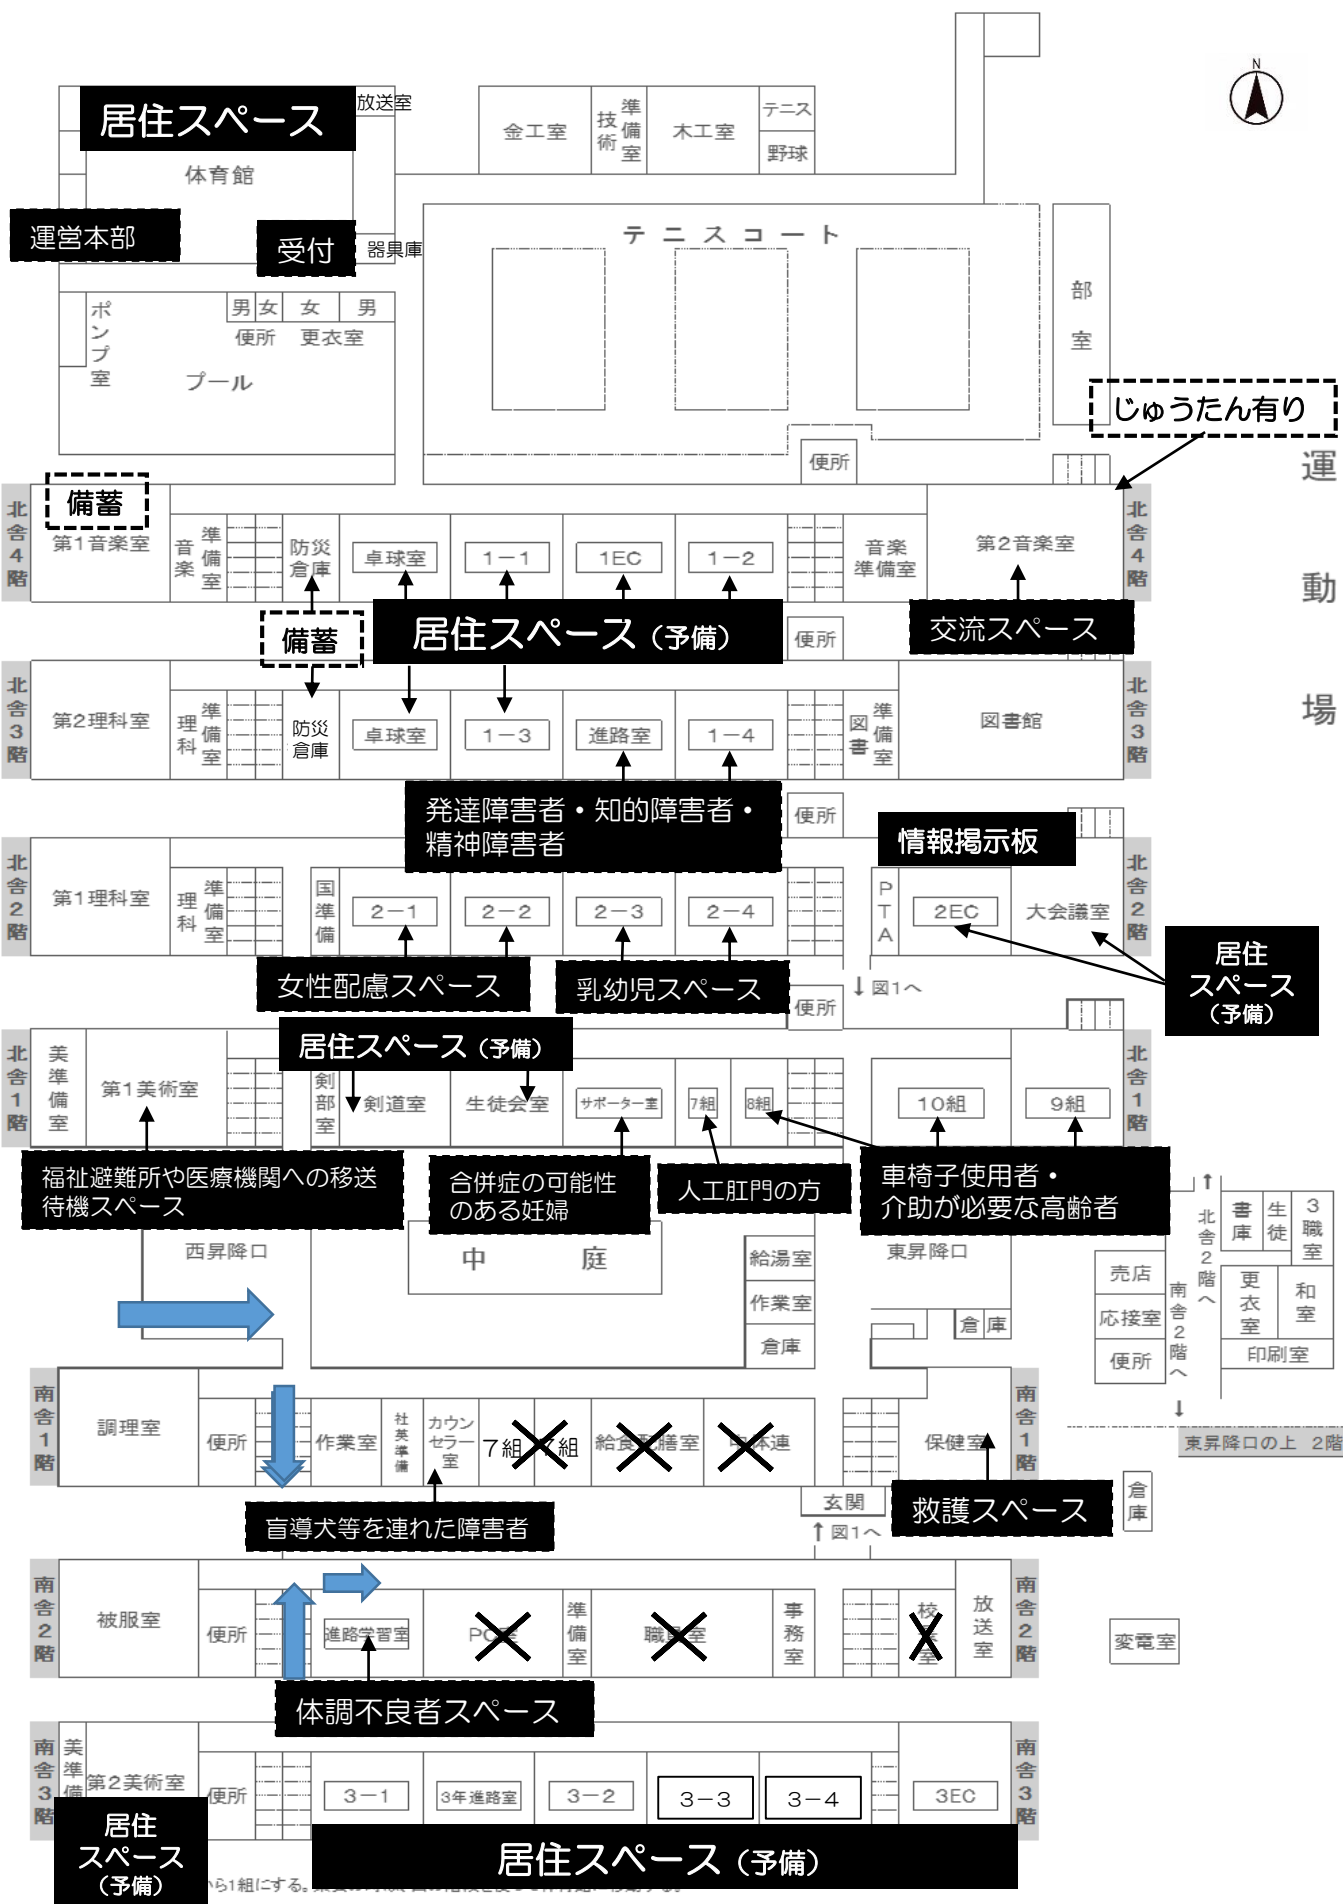 N
居住スペース
放送室
体育館
運営本部
受付
器具庫
金工室
技術
準備室
木工室
テニス
野球
テニスコート
部室
ポンプ室
男
女
女
男
便所
更衣室
プール
じゅうたん有り
運動場
便所
北舎4階
備蓄
第1音楽室
音楽
準備室
防災
倉庫
卓球室
1－1
1EC
1－2
音楽
準備室
第2音楽室
北舎4階
備蓄
居住スペース（予備）
便所
交流スペース
北舎3階
第2理科室
理科
準備室
防災
倉庫
卓球室
1－3
進路室
1－4
図書
準備室
図書館
北舎3階
発達障害者・知的障害者・
精神障害者
便所
情報掲示板
北舎2階
第1理科室
理科
準備室
国準備
2－1
2－2
2－3
2－4
PTA
2EC
大会議室
北舎2階
女性配慮スペース
乳幼児スペース
便所
↓図1へ
居住
スペース
（予備）
居住スペース（予備）
北舎1階
美準備室
第1美術室
剣部室
剣道室
生徒会室
サポーター室
7組
8組
10組
9組
北舎1階
福祉避難所や医療機関への移送
待機スペース
合併症の可能性
のある妊婦
人工肛門の方
車椅子使用者・
介助が必要な高齢者
西昇降口
中庭
給湯室
作業室
倉庫
東昇降口
倉庫
↑
北舎2階へ
書庫
生徒
3職室
売店
応接室
便所
南舎2階へ
↓
更衣室
和室
印刷室
東昇降口の上 2階
南舎1階
調理室
便所
作業室
社英準備
カウン
セラー
室
7組
組
給食配膳室
体連
保健室
南舎1階
盲導犬等を連れた障害者
玄関
↑図1へ
救護スペース
倉庫
南舎2階
被服室
便所
進路学習室
PC室
準備室
職員室
事務室
校長室
放送室
南舎2階
変電室
体調不良者スペース
南舎3階
美準備
第2美術室
便所
3－1
3年進路室
3－2
3－3
3－4
3EC
南舎3階
居住
スペース
（予備）
居住スペース（予備）
から1組にする。